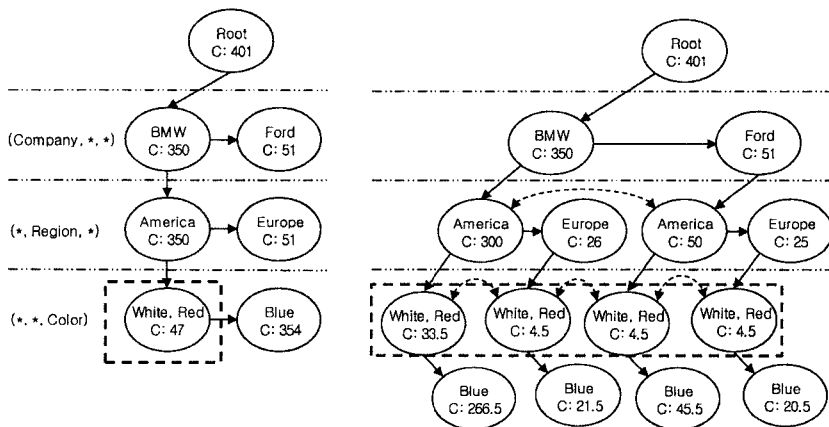 Root
C: 401
(Company, *, *)
BMW
C: 350
Ford
C: 51
(*, Region, *)
America
C: 350
Europe
C: 51
(*, *, Color)
White, Red
C: 47
Blue
C: 354
Root
C: 401
BMW
C: 350
Ford
C: 51
America
C: 300
Europe
C: 26
America
C: 50
Europe
C: 25
White, Red
C: 33.5
White, Red
C: 4.5
White, Red
C: 4.5
White, Red
C: 4.5
Blue
C: 266.5
Blue
C: 21.5
Blue
C: 45.5
Blue
C: 20.5